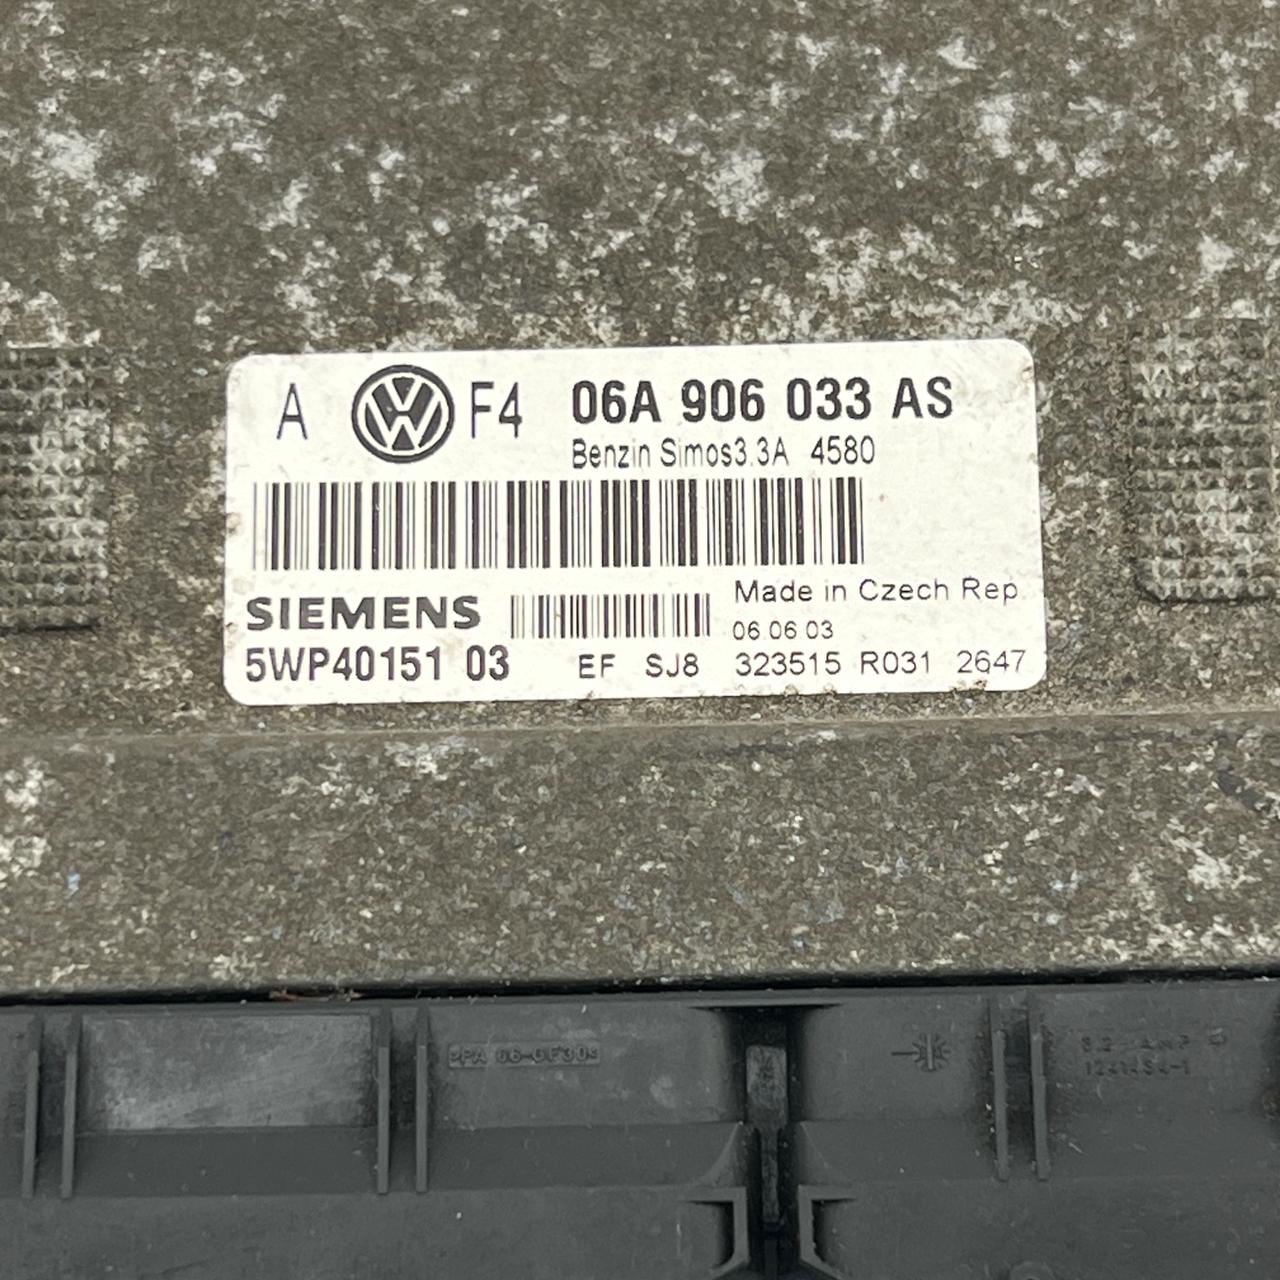 A VW F4 06A 906 033 AS
Benzin Simos3.3A 4580
SIEMENS
Made in Czech Rep.
06.06.03
5WP40151 03 EF SJ8 323515 R031 2647